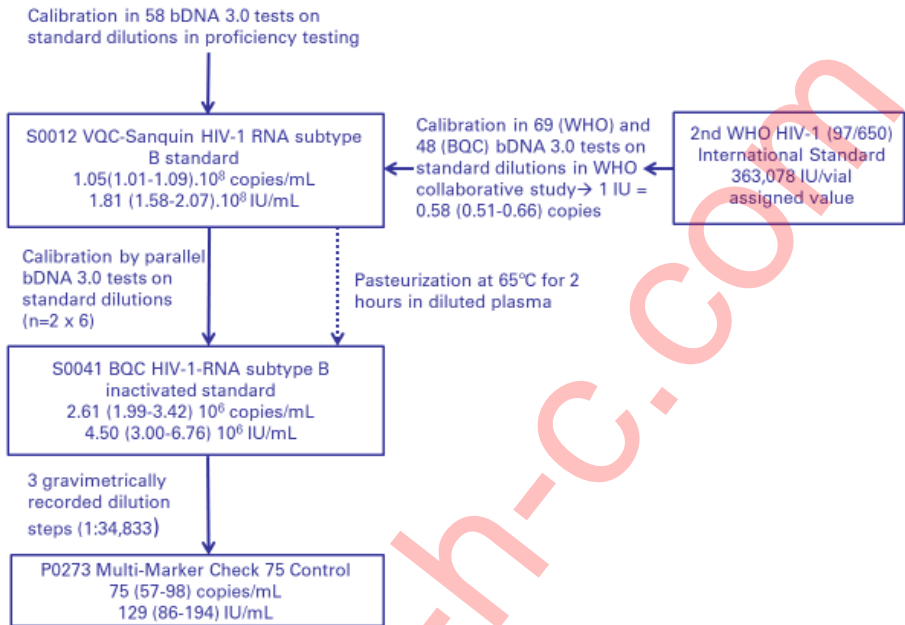 Calibration in 58 bDNA 3.0 tests on
standard dilutions in proficiency testing
S0012 VQC-Sanquin HIV-1 RNA subtype
B standard
1.05(1.01-1.09).10⁸ copies/mL
1.81 (1.58-2.07).10⁸ IU/mL
Calibration in 69 (WHO) and
48 (BQC) bDNA 3.0 tests on
standard dilutions in WHO
collaborative study→ 1 IU =
0.58 (0.51-0.66) copies
2nd WHO HIV-1 (97/650)
International Standard
363,078 IU/vial
assigned value
Calibration by parallel
bDNA 3.0 tests on
standard dilutions
(n=2 x 6)
Pasteurization at 65°C for 2
hours in diluted plasma
S0041 BQC HIV-1-RNA subtype B
inactivated standard
2.61 (1.99-3.42) 10⁶ copies/mL
4.50 (3.00-6.76) 10⁶ IU/mL
3 gravimetrically
recorded dilution
steps (1:34,833)
P0273 Multi-Marker Check 75 Control
75 (57-98) copies/mL
129 (86-194) IU/mL
sh-c.com